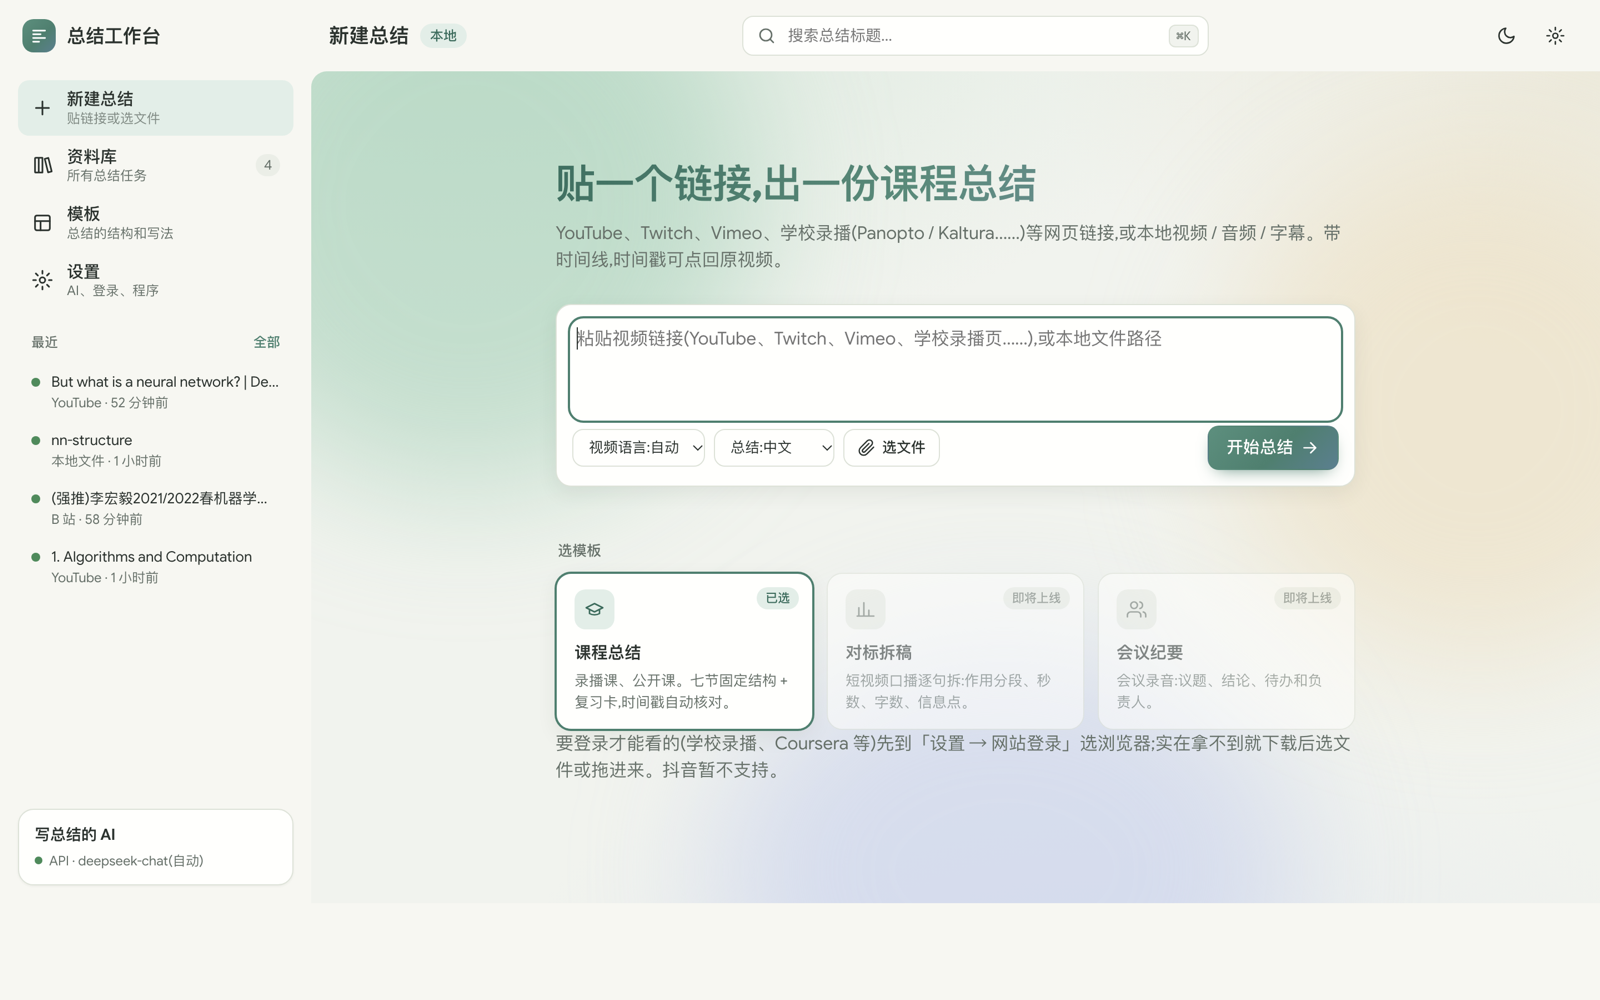 总结工作台
新建总结 本地
搜索总结标题... ⌘K
新建总结
贴链接或选文件
资料库
所有总结任务
4
模板
总结的结构和写法
设置
AI、登录、程序
最近 全部
But what is a neural network? | De...
YouTube · 52 分钟前
nn-structure
本地文件 · 1 小时前
(强推)李宏毅2021/2022春机器学...
B 站 · 58 分钟前
1. Algorithms and Computation
YouTube · 1 小时前
写总结的 AI
API · deepseek-chat(自动)
贴一个链接,出一份课程总结
YouTube、Twitch、Vimeo、学校录播(Panopto / Kaltura......)等网页链接,或本地视频 / 音频 / 字幕。带
时间线,时间戳可点回原视频。
粘贴视频链接(YouTube、Twitch、Vimeo、学校录播页......),或本地文件路径
视频语言:自动 总结:中文 选文件 开始总结 →
选模板
已选
课程总结
录播课、公开课。七节固定结构 +
复习卡,时间戳自动核对。
即将上线
对标拆稿
短视频口播逐句拆:作用分段、秒
数、字数、信息点。
即将上线
会议纪要
会议录音:议题、结论、待办和负
责人。
要登录才能看的(学校录播、Coursera 等)先到「设置 → 网站登录」选浏览器;实在拿不到就下载后选文
件或拖进来。抖音暂不支持。